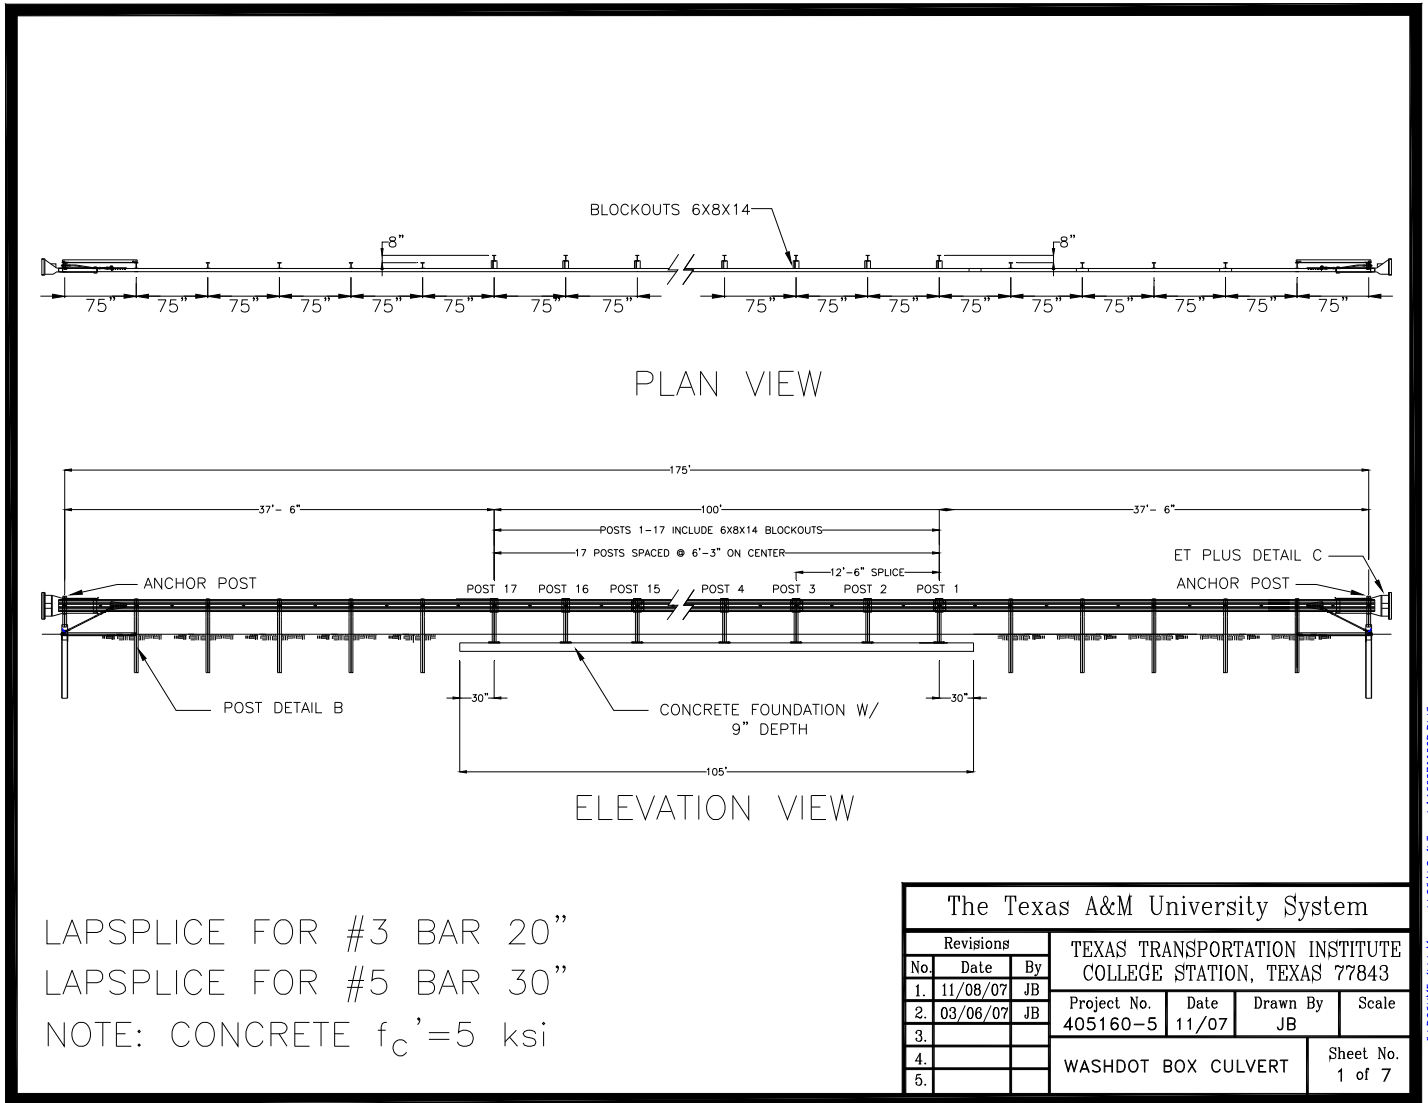 BLOCKOUTS 6X8X14
8" 8"
75" 75" 75" 75" 75" 75" 75" 75" 75" 75" 75" 75" 75" 75" 75" 75" 75"
PLAN VIEW
175'
37'- 6" 100' 37'- 6"
POSTS 1-17 INCLUDE 6X8X14 BLOCKOUTS
17 POSTS SPACED @ 6'-3" ON CENTER
ET PLUS DETAIL C
12'-6" SPLICE
ANCHOR POST ANCHOR POST
POST 17 POST 16 POST 15 POST 4 POST 3 POST 2 POST 1
30" 30"
POST DETAIL B
CONCRETE FOUNDATION W/
9" DEPTH
105'
ELEVATION VIEW
LAPSPLICE FOR #3 BAR 20"
LAPSPLICE FOR #5 BAR 30"
NOTE: CONCRETE fc'=5 ksi
The Texas A&M University System
Revisions
No. Date By
1. 11/08/07 JB
2. 03/06/07 JB
3.
4.
5.
TEXAS TRANSPORTATION INSTITUTE
COLLEGE STATION, TEXAS 77843
Project No. Date Drawn By Scale
405160-5 11/07 JB
WASHDOT BOX CULVERT
Sheet No.
1 of 7